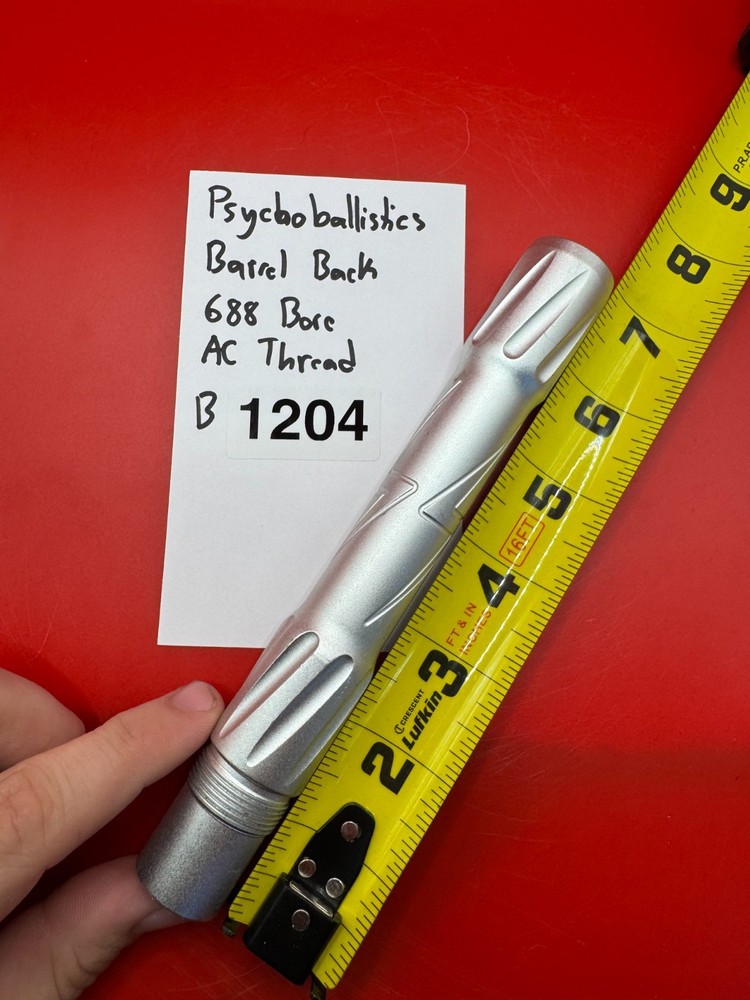 Psychoballistics
Barrel Back
688 Bore
AC Thread
B 1204
9
8
7
6
5
16FT
4
FT & IN
INCHES
3
CRESCENT
Lufkin
2